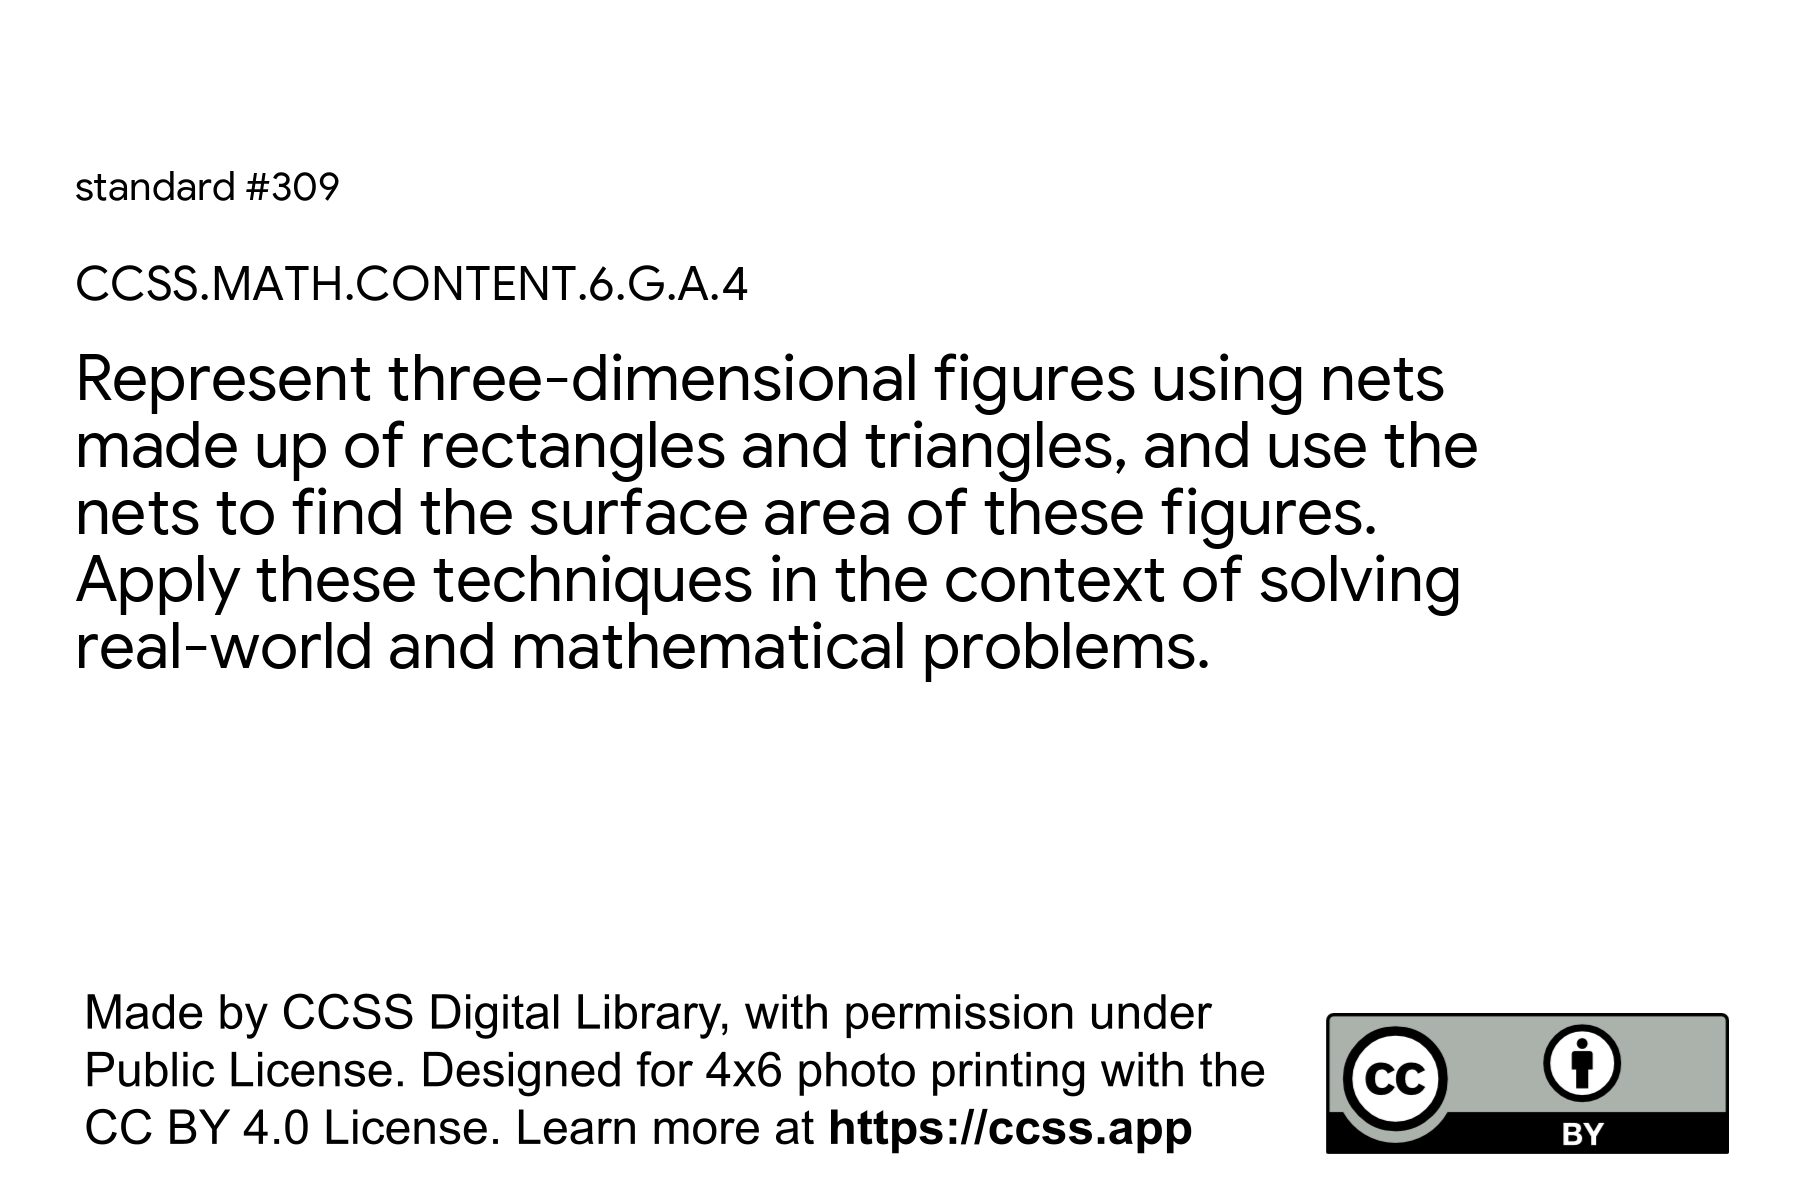 standard #309
CCSS.MATH.CONTENT.6.G.A.4
Represent three-dimensional figures using nets
made up of rectangles and triangles, and use the
nets to find the surface area of these figures.
Apply these techniques in the context of solving
real-world and mathematical problems.
Made by CCSS Digital Library, with permission under
Public License. Designed for 4x6 photo printing with the
CC BY 4.0 License. Learn more at https://ccss.app
CC
BY